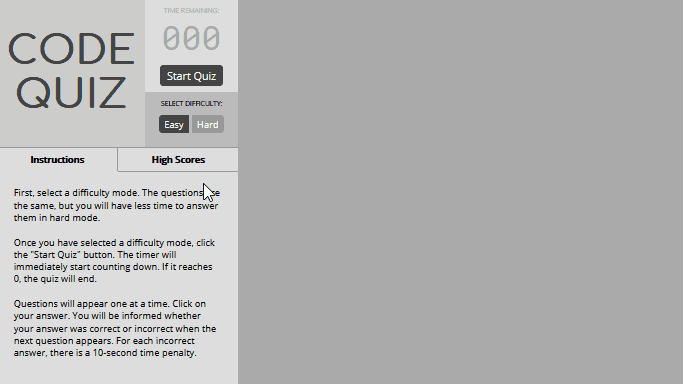 CODE
QUIZ
TIME REMAINING:
000
Start Quiz
SELECT DIFFICULTY:
Easy Hard
Instructions High Scores
First, select a difficulty mode. The questions
the same, but you will have less time to answer
them in hard mode.
Once you have selected a difficulty mode, click
the "Start Quiz" button. The timer will
immediately start counting down. If it reaches
0, the quiz will end.
Questions will appear one at a time. Click on
your answer. You will be informed whether
your answer was correct or incorrect when the
next question appears. For each incorrect
answer, there is a 10-second time penalty.